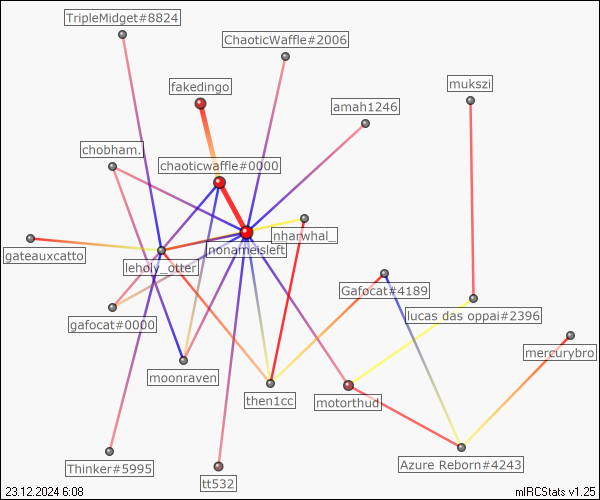 TripleMidget#8824
ChaoticWaffle#2006
fakedingo
mukszi
amah1246
chobham.
chaoticwaffle#0000
nharwhal_
nonameisleft
gateauxcatto
leholy_otter
Gafocat#4189
gafocat#0000
lucas das oppai#2396
mercurybro
moonraven
then1cc
motorthud
Thinker#5995
tt532
Azure Reborn#4243
23.12.2024 6:08
mIRCStats v1.25